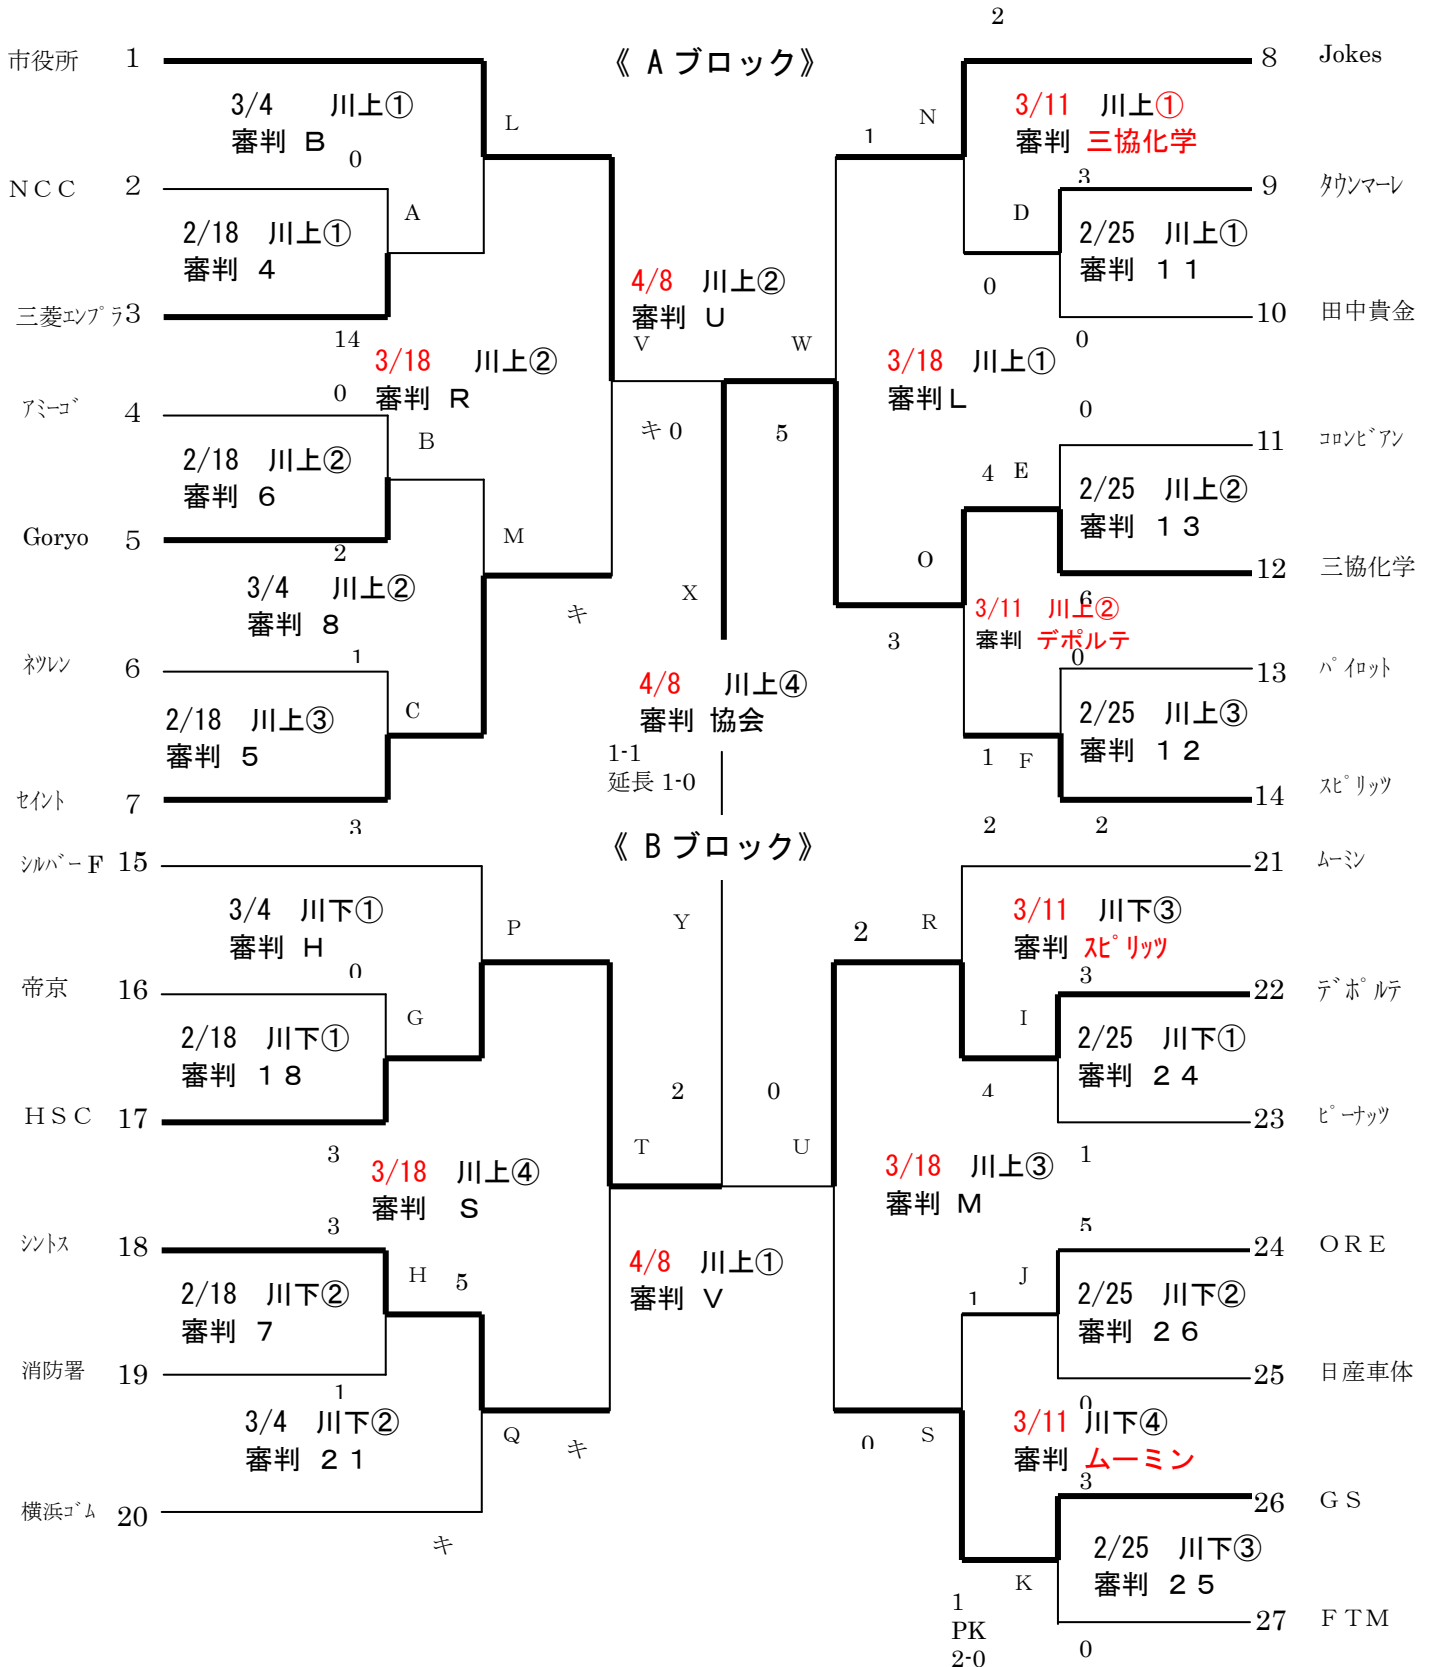 2
市役所 1 《 A ブロック》 8 Jokes
3/4 川上① L N 3/11 川上①
審判 B 1 審判 三協化学
0
NCC 2 3 9 タウンマーレ
A D
2/18 川上① 2/25 川上①
審判 4 審判 11
4/8 川上② 0
三菱エンプラ 3 審判 U 10 田中貴金
14 V W 0
3/18 川上② 3/18 川上①
審判 R 審判 L
0 0
アミーゴ 4 キ 0 5 11 コロンビアン
B
2/18 川上② 4 E 2/25 川上②
審判 6 審判 13
Goryo 5 M O 12 三協化学
2
3/4 川上② X 6
審判 8 キ 3 3/11 川上②
審判 デポルテ
1 0
ネツレン 6 4/8 川上④ 13 パイロット
2/18 川上③ C 審判 協会 2/25 川上③
審判 5 審判 12
1-1 1 F
延長 1-0
セイント 7 14 スピリッツ
3 2 2
シルバーF 15 《 B ブロック》 21 ムーミン
3/4 川下① P Y 2 R 3/11 川下③
審判 H 審判 スピリッツ
0 3
帝京 16 22 デポルテ
G I
2/18 川下① 2/25 川下①
審判 18 審判 24
2 0 4
HSC 17 23 ピーナッツ
3 T U 1
3/18 川上④ 3/18 川上③
審判 S 審判 M
3 5
シントス 18 4/8 川上① 24 ORE
H 5 審判 V J
2/18 川下② 1 2/25 川下②
審判 7 審判 26
消防署 19 25 日産車体
1 0
3/4 川下② 3/11 川下④
審判 21 Q キ 0 S 審判 ムーミン
3
横浜ゴム 20 26 GS
キ
2/25 川下③
K 審判 25
1
PK 27 FTM
2-0 0